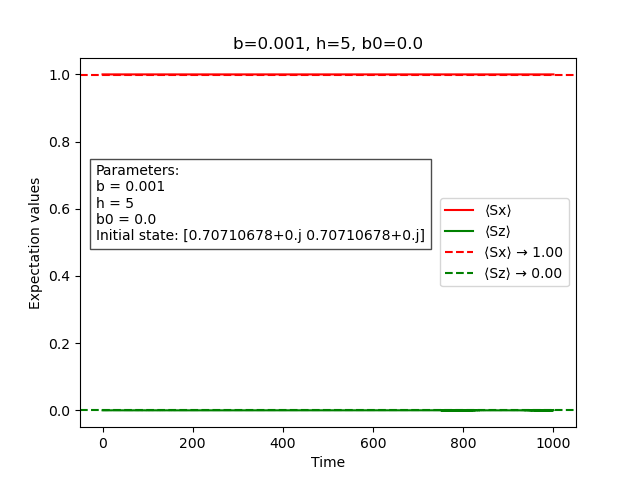 b=0.001, h=5, b0=0.0
Expectation values
1.0
0.8
0.6
0.4
0.2
0.0
Parameters:
b = 0.001
h = 5
b0 = 0.0
Initial state: [0.70710678+0.j 0.70710678+0.j]
⟨Sx⟩
⟨Sz⟩
⟨Sx⟩ → 1.00
⟨Sz⟩ → 0.00
0 200 400 600 800 1000
Time